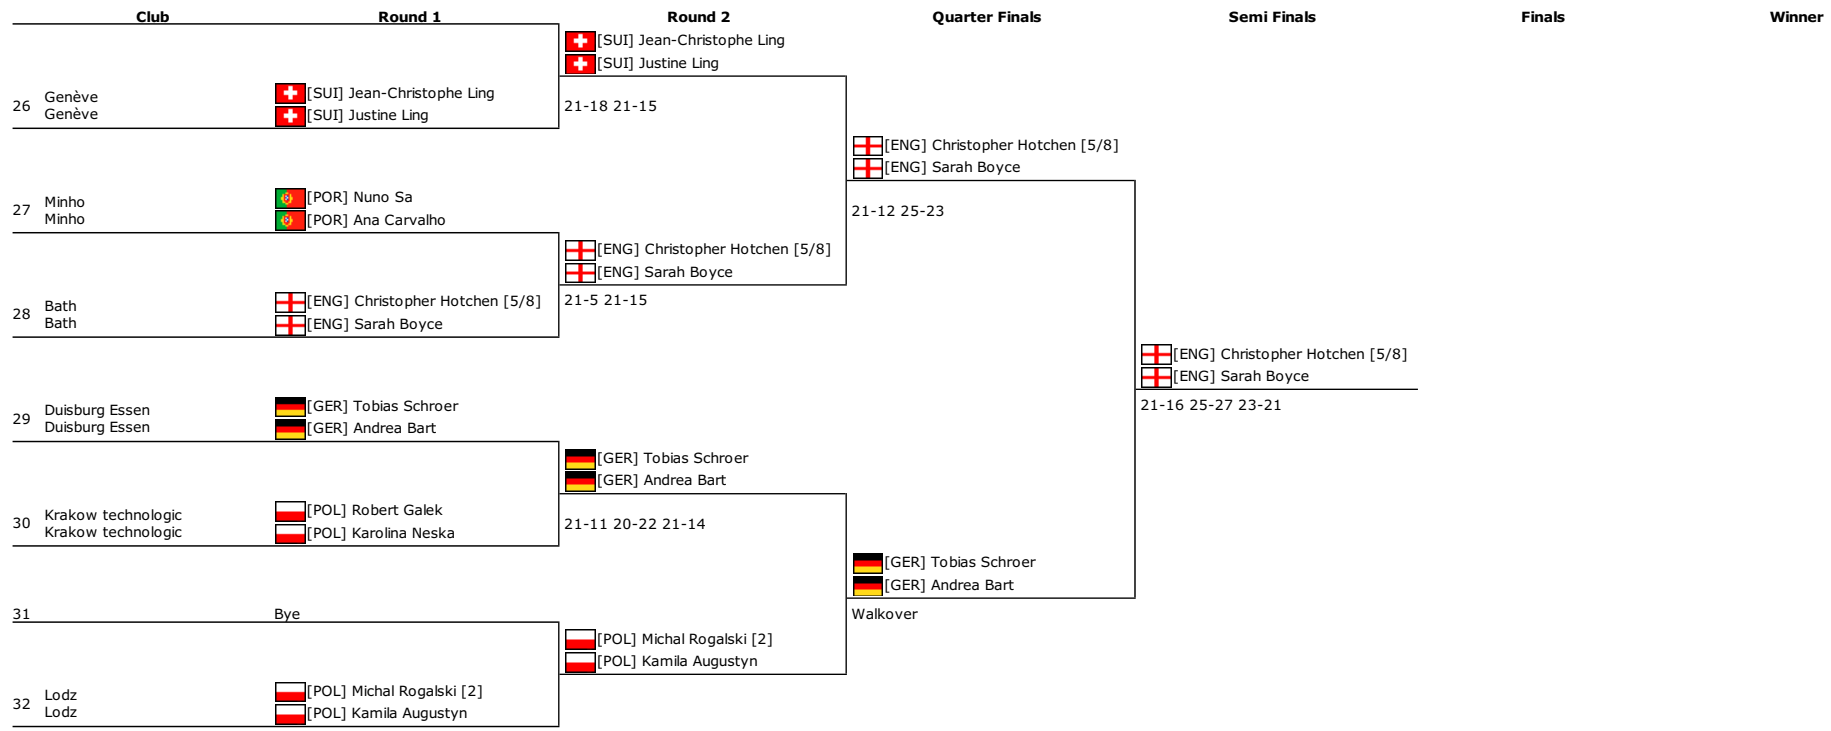 Club Round 1 Round 2 Quarter Finals Semi Finals Finals Winner
[SUI] Jean-Christophe Ling
[SUI] Justine Ling
26 Genève [SUI] Jean-Christophe Ling
Genève [SUI] Justine Ling
21-18 21-15
[ENG] Christopher Hotchen [5/8]
[ENG] Sarah Boyce
27 Minho [POR] Nuno Sa
Minho [POR] Ana Carvalho
21-12 25-23
[ENG] Christopher Hotchen [5/8]
[ENG] Sarah Boyce
28 Bath [ENG] Christopher Hotchen [5/8]
Bath [ENG] Sarah Boyce
21-5 21-15
[ENG] Christopher Hotchen [5/8]
[ENG] Sarah Boyce
29 Duisburg Essen [GER] Tobias Schroer
Duisburg Essen [GER] Andrea Bart
21-16 25-27 23-21
[GER] Tobias Schroer
[GER] Andrea Bart
30 Krakow technologic [POL] Robert Galek
Krakow technologic [POL] Karolina Neska
21-11 20-22 21-14
[GER] Tobias Schroer
[GER] Andrea Bart
31 Bye
Walkover
[POL] Michal Rogalski [2]
[POL] Kamila Augustyn
32 Lodz [POL] Michal Rogalski [2]
Lodz [POL] Kamila Augustyn